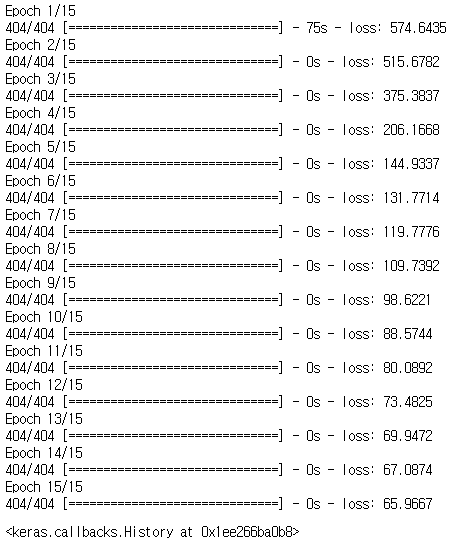 Epoch 1/15
404/404 [==============================] - 75s - loss: 574.6435
Epoch 2/15
404/404 [==============================] - 0s - loss: 515.6782
Epoch 3/15
404/404 [==============================] - 0s - loss: 375.3837
Epoch 4/15
404/404 [==============================] - 0s - loss: 206.1668
Epoch 5/15
404/404 [==============================] - 0s - loss: 144.9337
Epoch 6/15
404/404 [==============================] - 0s - loss: 131.7714
Epoch 7/15
404/404 [==============================] - 0s - loss: 119.7776
Epoch 8/15
404/404 [==============================] - 0s - loss: 109.7392
Epoch 9/15
404/404 [==============================] - 0s - loss: 98.6221
Epoch 10/15
404/404 [==============================] - 0s - loss: 88.5744
Epoch 11/15
404/404 [==============================] - 0s - loss: 80.0892
Epoch 12/15
404/404 [==============================] - 0s - loss: 73.4825
Epoch 13/15
404/404 [==============================] - 0s - loss: 69.9472
Epoch 14/15
404/404 [==============================] - 0s - loss: 67.0874
Epoch 15/15
404/404 [==============================] - 0s - loss: 65.9667
<keras.callbacks.History at 0x1ee266ba0b8>